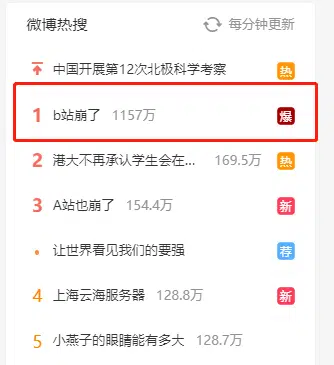 微博热搜 每分钟更新
中国开展第12次北极科学考察 热
1 b站崩了 1157万 爆
2 港大不再承认学生会在... 169.5万 热
3 A站也崩了 154.4万 新
• 让世界看见我们的要强 荐
4 上海云海服务器 128.8万 新
5 小燕子的眼睛能有多大 128.7万